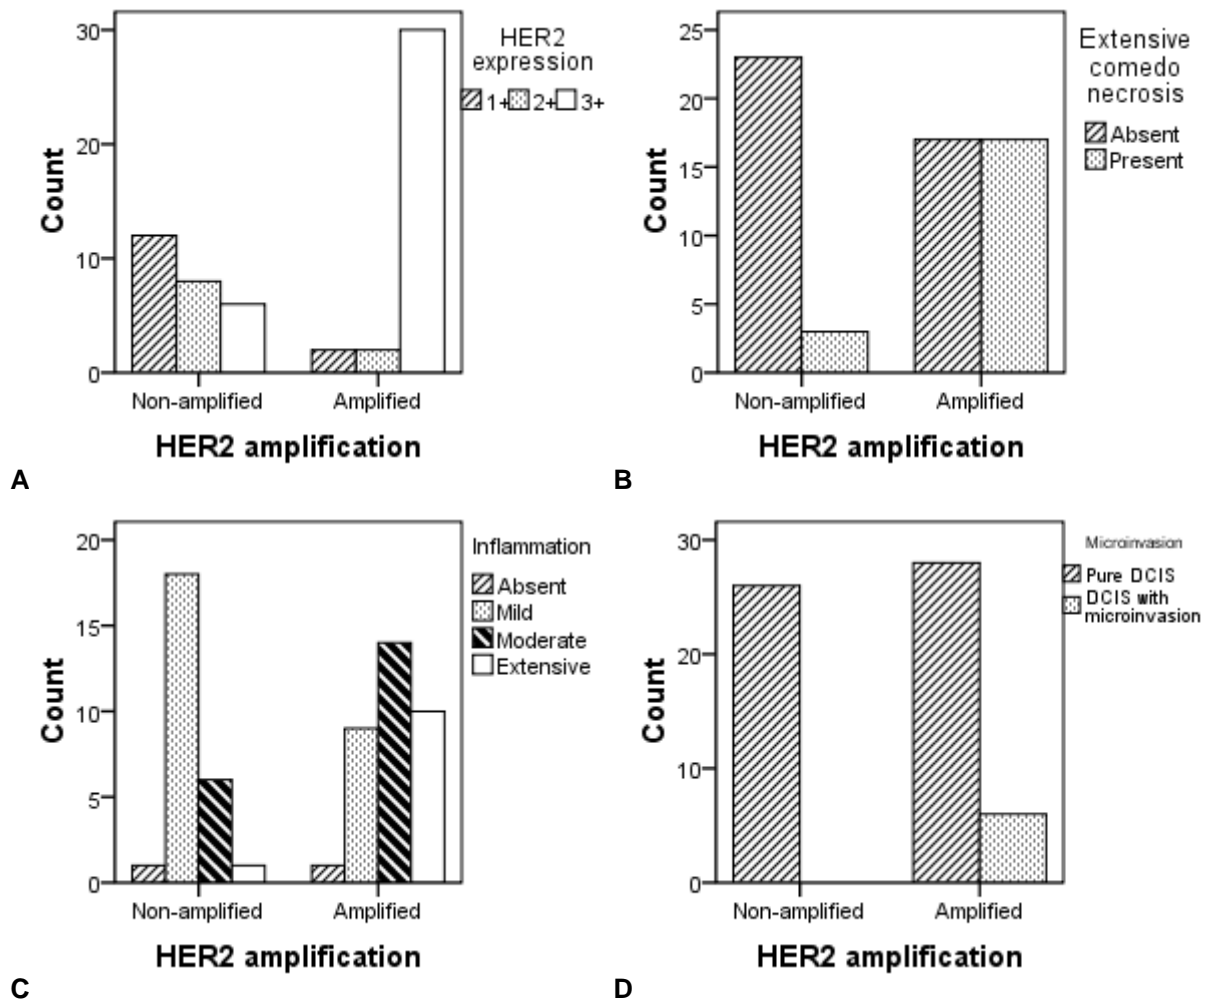 30
20
10
0
Count
HER2
expression
1+ 2+ 3+
Non-amplified Amplified
HER2 amplification
A
25
20
15
10
5
0
Count
Extensive
comedo
necrosis
Absent
Present
Non-amplified Amplified
HER2 amplification
B
20
15
10
5
0
Count
Inflammation
Absent
Mild
Moderate
Extensive
Non-amplified Amplified
HER2 amplification
C
30
20
10
0
Count
Microinvasion
Pure DCIS
DCIS with
microinvasion
Non-amplified Amplified
HER2 amplification
D